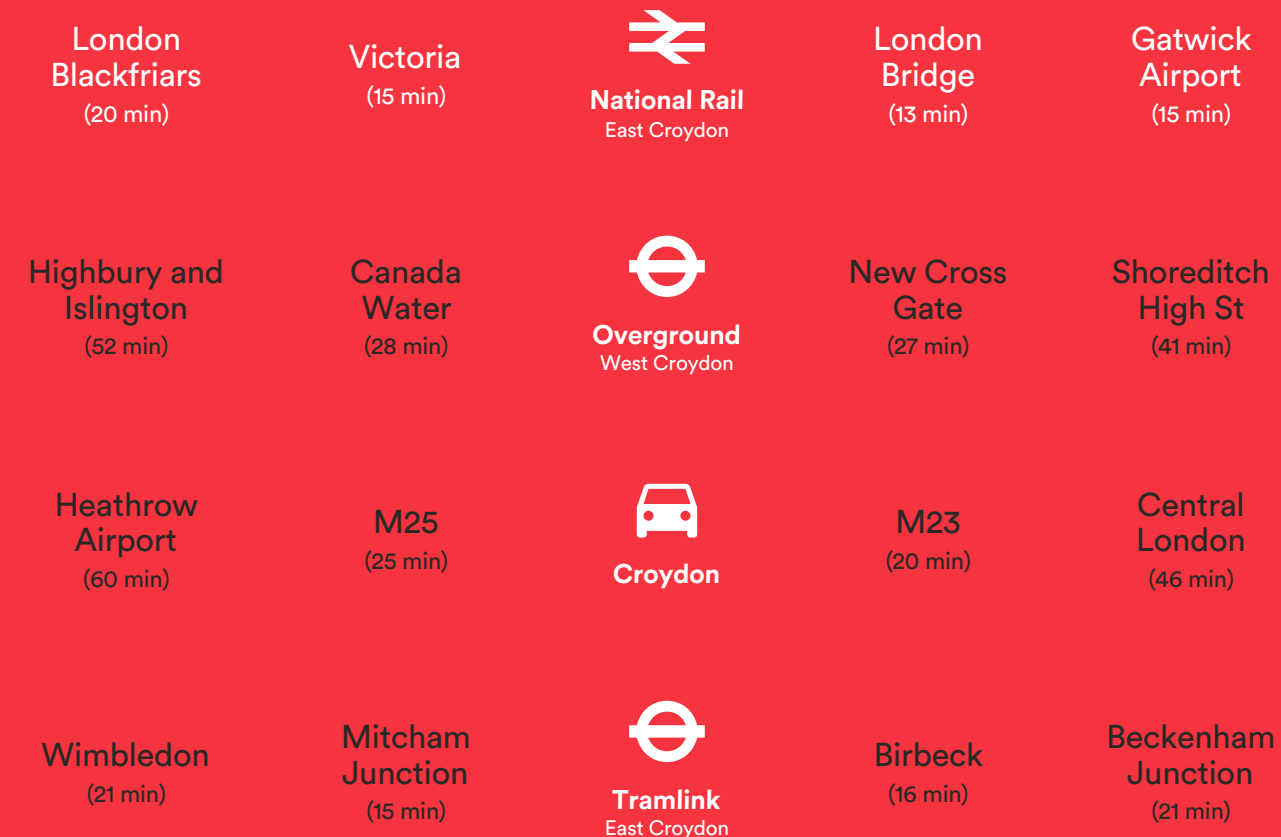 London
Blackfriars
(20 min)
Victoria
(15 min)
National Rail
East Croydon
London
Bridge
(13 min)
Gatwick
Airport
(15 min)
Highbury and
Islington
(52 min)
Canada
Water
(28 min)
Overground
West Croydon
New Cross
Gate
(27 min)
Shoreditch
High St
(41 min)
Heathrow
Airport
(60 min)
M25
(25 min)
Croydon
M23
(20 min)
Central
London
(46 min)
Wimbledon
(21 min)
Mitcham
Junction
(15 min)
Tramlink
East Croydon
Birbeck
(16 min)
Beckenham
Junction
(21 min)